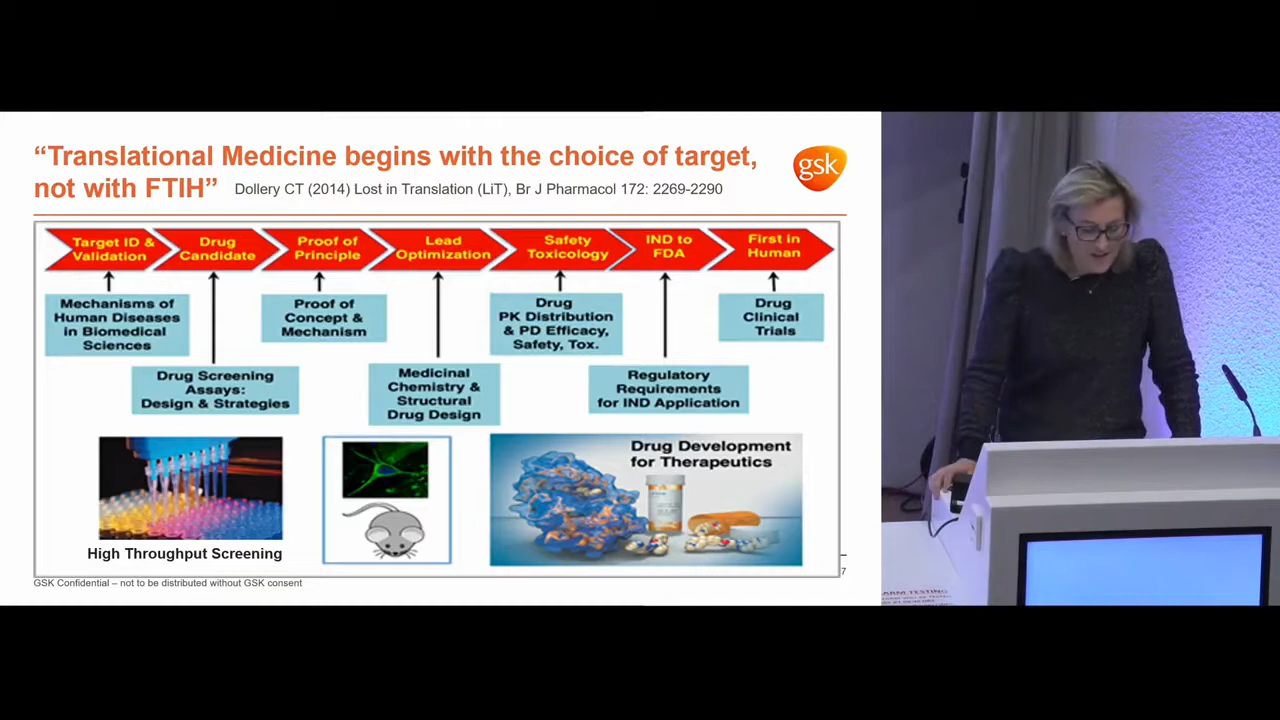 “Translational Medicine begins with the choice of target,
not with FTIH” Dollery CT (2014) Lost in Translation (LiT), Br J Pharmacol 172: 2269-2290
gsk
Target ID &
Validation
Drug
Candidate
Proof of
Principle
Lead
Optimization
Safety
Toxicology
IND to
FDA
First in
Human
Mechanisms of
Human Diseases
in Biomedical
Sciences
Proof of
Concept &
Mechanism
Drug
PK Distribution
& PD Efficacy,
Safety, Tox.
Drug
Clinical
Trials
Drug Screening
Assays:
Design & Strategies
Medicinal
Chemistry &
Structural
Drug Design
Regulatory
Requirements
for IND Application
Drug Development
for Therapeutics
High Throughput Screening
7
GSK Confidential – not to be distributed without GSK consent